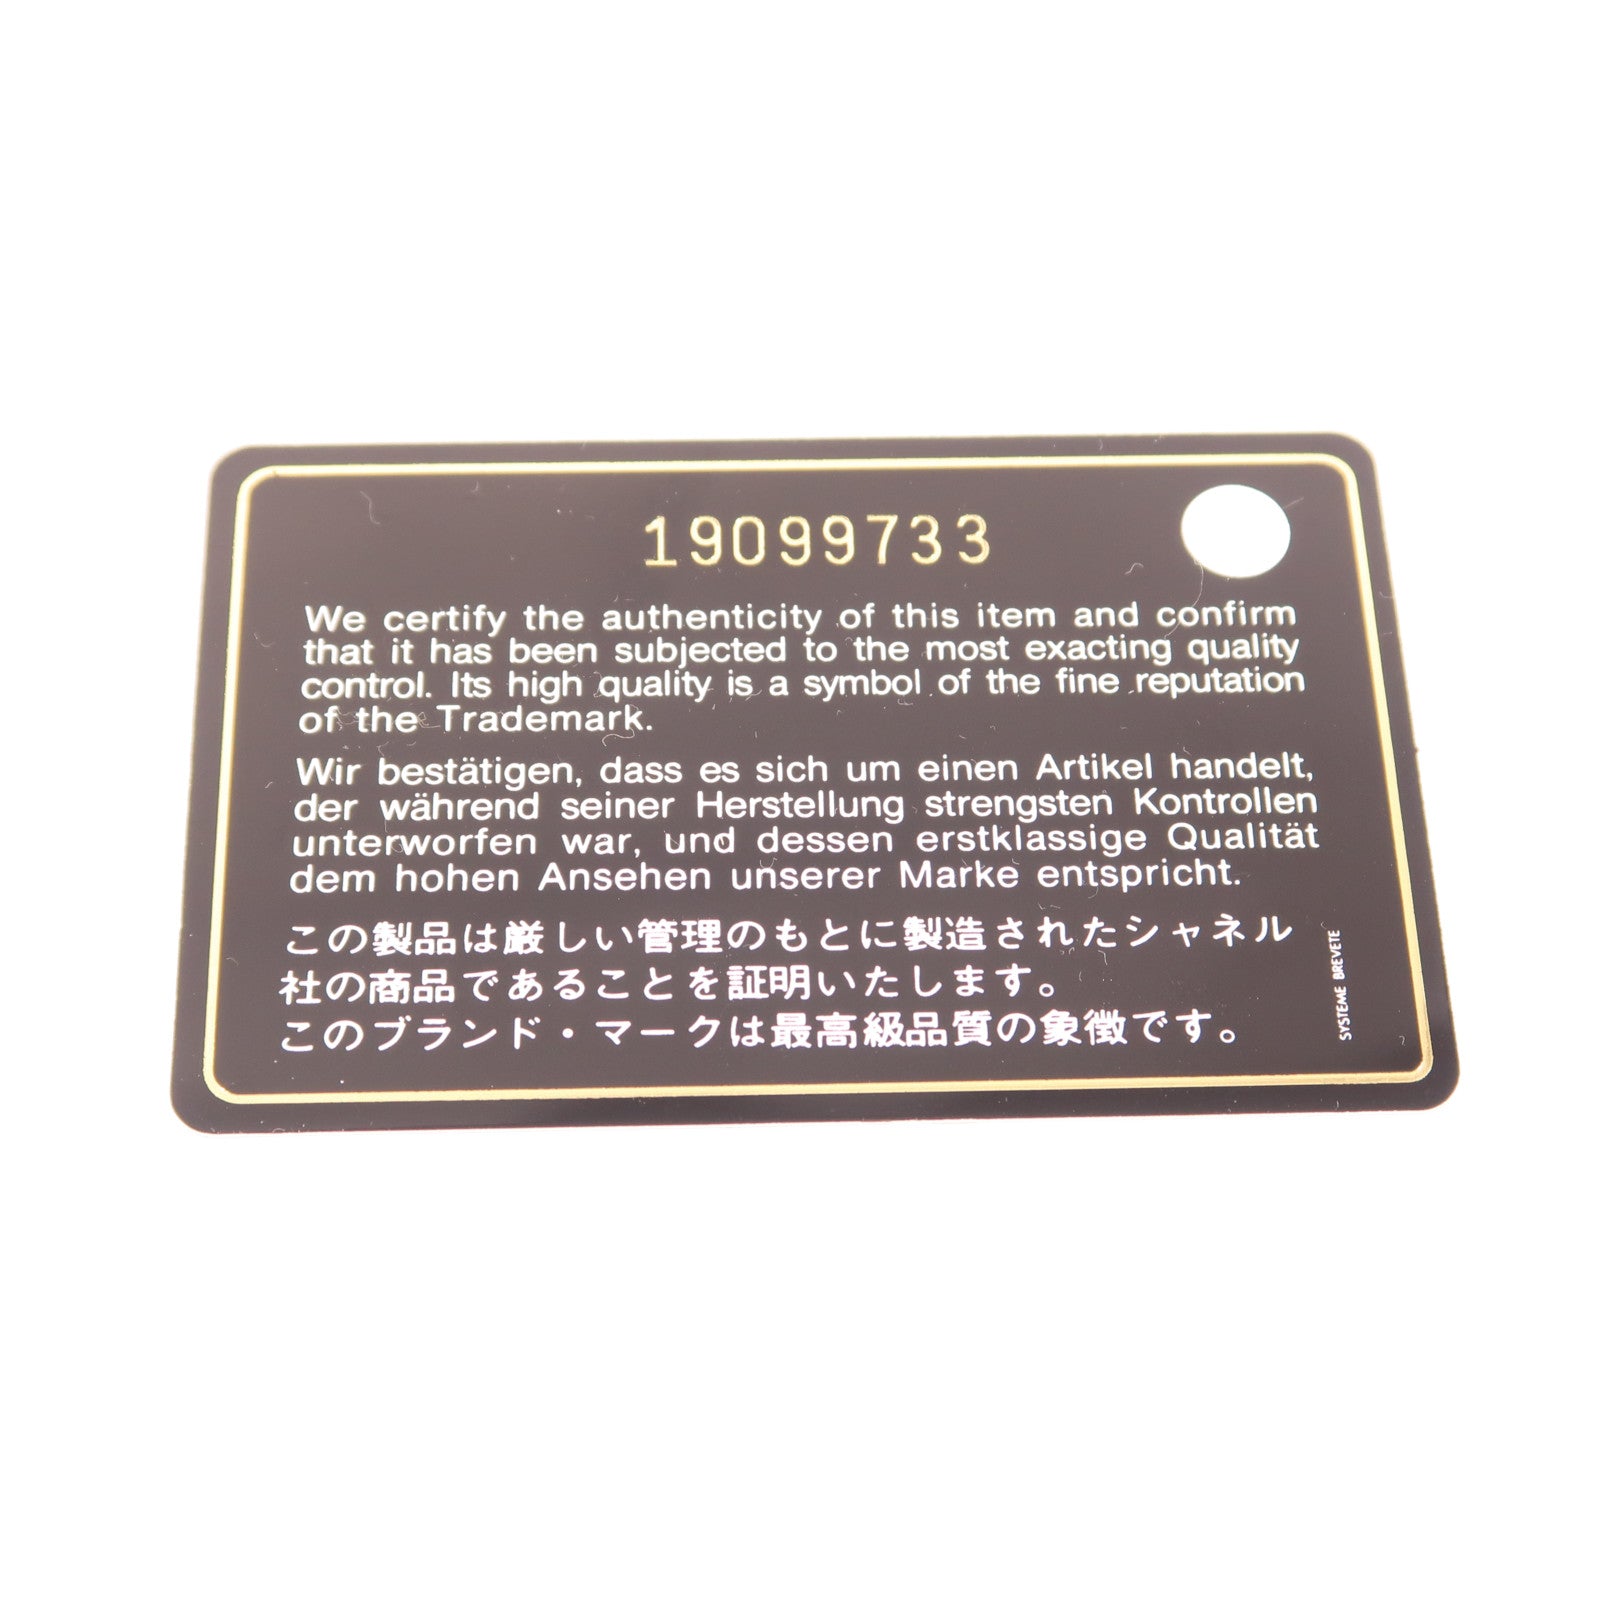 19099733
We certify the authenticity of this item and confirm
that it has been subjected to the most exacting quality
control. Its high quality is a symbol of the fine reputation
of the Trademark.
Wir bestätigen, dass es sich um einen Artikel handelt,
der während seiner Herstellung strengsten Kontrollen
unterworfen war, und dessen erstklassige Qualität
dem hohen Ansehen unserer Marke entspricht.
この製品は厳しい管理のもとに製造されたシャネル
社の商品であることを証明いたします。
このブランド・マークは最高級品質の象徴です。
SYSTEME BREVETE